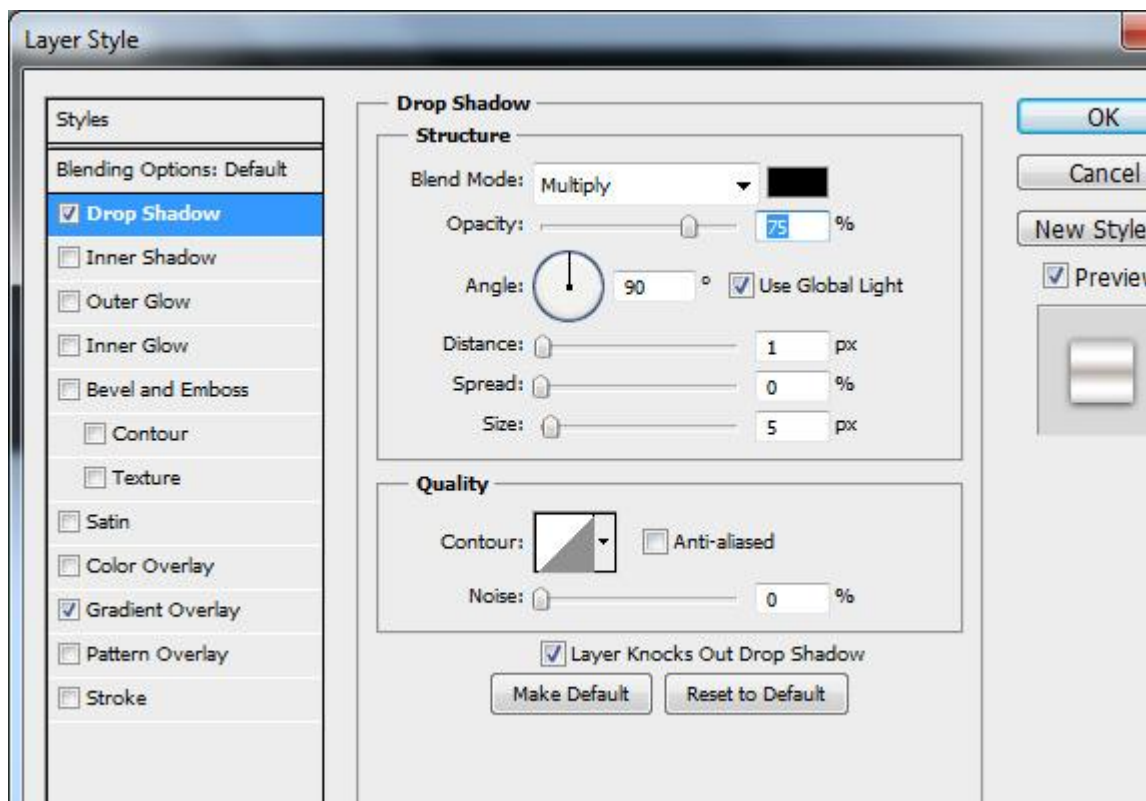 Layer Style
Styles
Blending Options: Default
Drop Shadow
Inner Shadow
Outer Glow
Inner Glow
Bevel and Emboss
Contour
Texture
Satin
Color Overlay
Gradient Overlay
Pattern Overlay
Stroke
Drop Shadow
Structure
Blend Mode: Multiply
Opacity: 75 %
Angle: 90 ° Use Global Light
Distance: 1 px
Spread: 0 %
Size: 5 px
Quality
Contour: Anti-aliased
Noise: 0 %
Layer Knocks Out Drop Shadow
Make Default Reset to Default
OK
Cancel
New Style
Preview